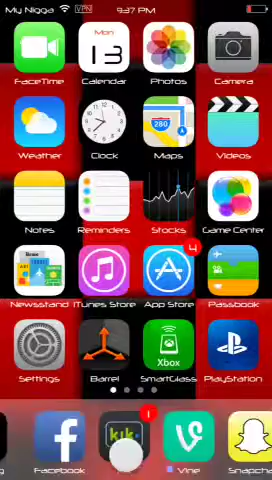 My Nigga VPN 9:37 PM
Mon
13
280
FaceTime Calendar Photos Camera
Weather Clock Maps Videos
Notes Reminders Stocks Game Center
4
Newsstand iTunes Store App Store Passbook
XBOX
Settings Barrel SmartGlass PlayStation
1
kik
Facebook Vine Snapcha